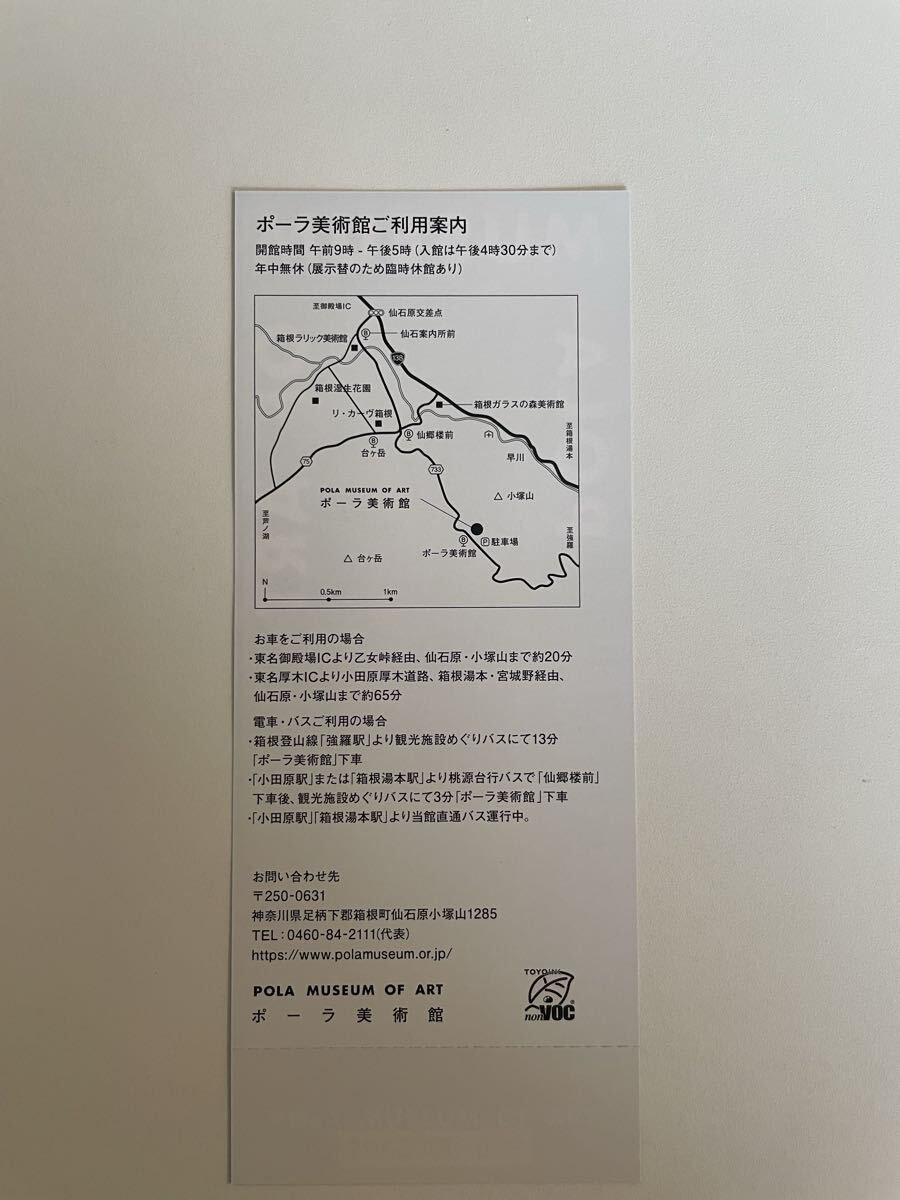 ポーラ美術館ご利用案内
開館時間 午前9時 - 午後5時（入館は午後4時30分まで）
年中無休（展示替のため臨時休館あり）
至御殿場IC
仙石原交差点
箱根ラリック美術館
B
仙石案内所前
138
箱根湿生花園
箱根ガラスの森美術館
リ・カーヴ箱根
B
台ヶ岳
B
仙郷楼前
至箱根湯本
早川
75
733
POLA MUSEUM OF ART
ポーラ美術館
△ 小塚山
至芦ノ湖
至強羅
B
ポーラ美術館
P 駐車場
△ 台ヶ岳
N
0.5km
1km
お車をご利用の場合
・東名御殿場ICより乙女峠経由、仙石原・小塚山まで約20分
・東名厚木ICより小田原厚木道路、箱根湯本・宮城野経由、
仙石原・小塚山まで約65分
電車・バスご利用の場合
・箱根登山線「強羅駅」より観光施設めぐりバスにて13分
「ポーラ美術館」下車
・「小田原駅」または「箱根湯本駅」より桃源台行バスで「仙郷楼前」
下車後、観光施設めぐりバスにて3分「ポーラ美術館」下車
・「小田原駅」「箱根湯本駅」より当館直通バス運行中。
お問い合わせ先
〒250-0631
神奈川県足柄下郡箱根町仙石原小塚山1285
TEL：0460-84-2111(代表)
https://www.polamuseum.or.jp/
POLA MUSEUM OF ART
ポーラ美術館
TOYOINK
nonVOC